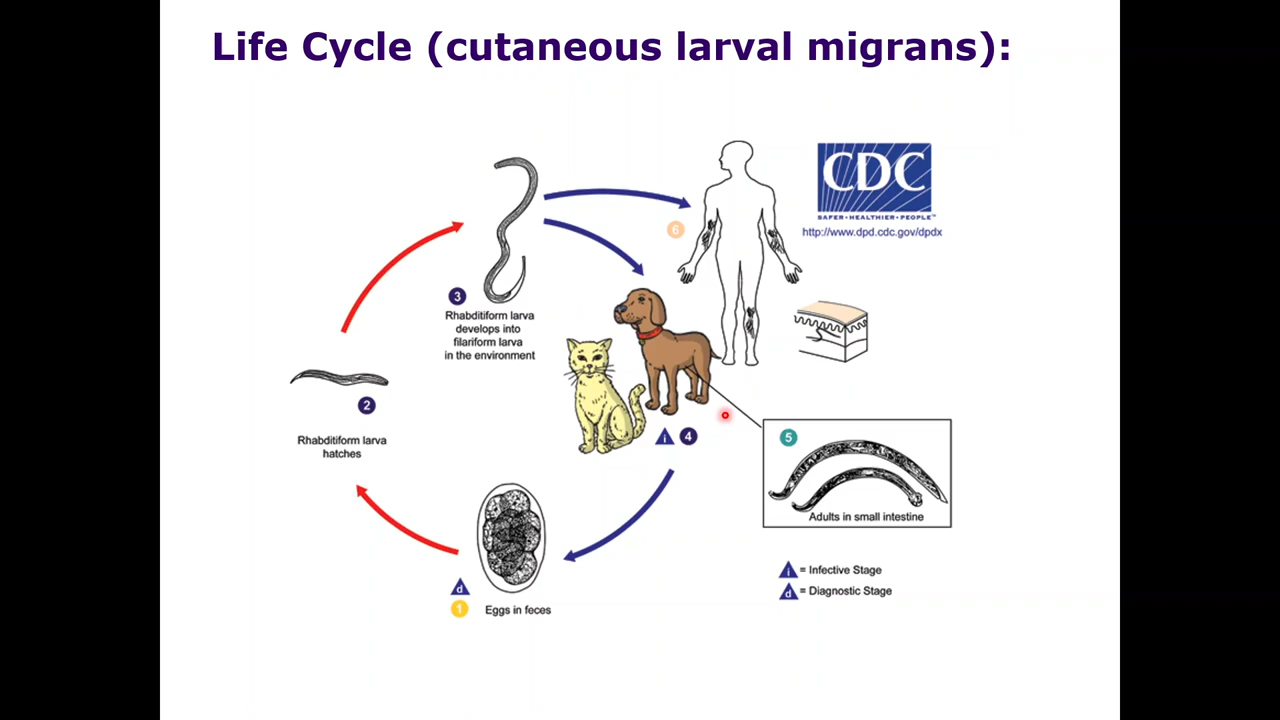 Life Cycle (cutaneous larval migrans):
CDC
SAFER • HEALTHIER • PEOPLE™
http://www.dpd.cdc.gov/dpdx
6
3
Rhabditiform larva
develops into
filariform larva
in the environment
2
Rhabditiform larva
hatches
i 4
5
Adults in small intestine
i = Infective Stage
d = Diagnostic Stage
d
1 Eggs in feces